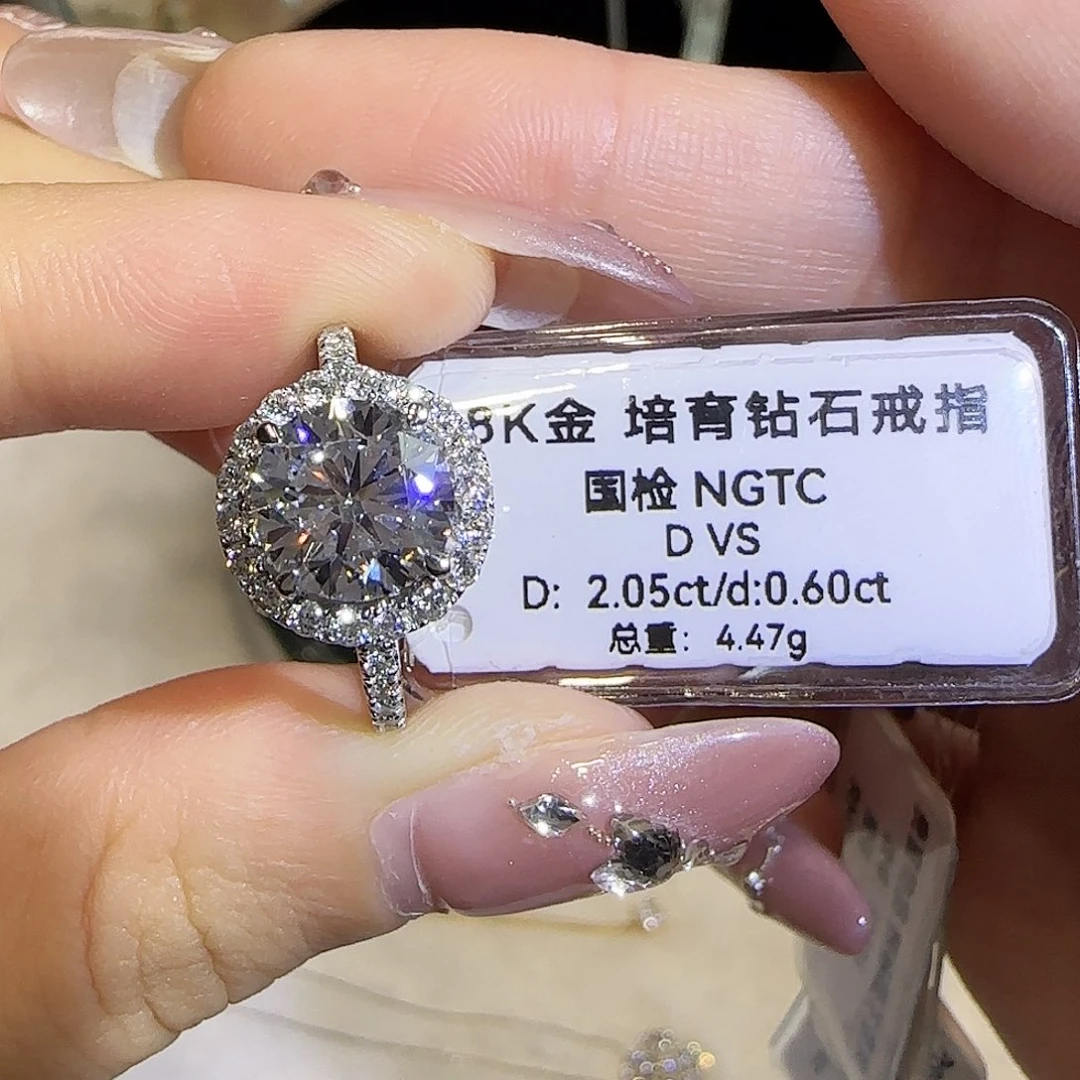 8K金 培育钻石戒指
国检 NGTC
D VS
D: 2.05ct/d:0.60ct
总重: 4.47g